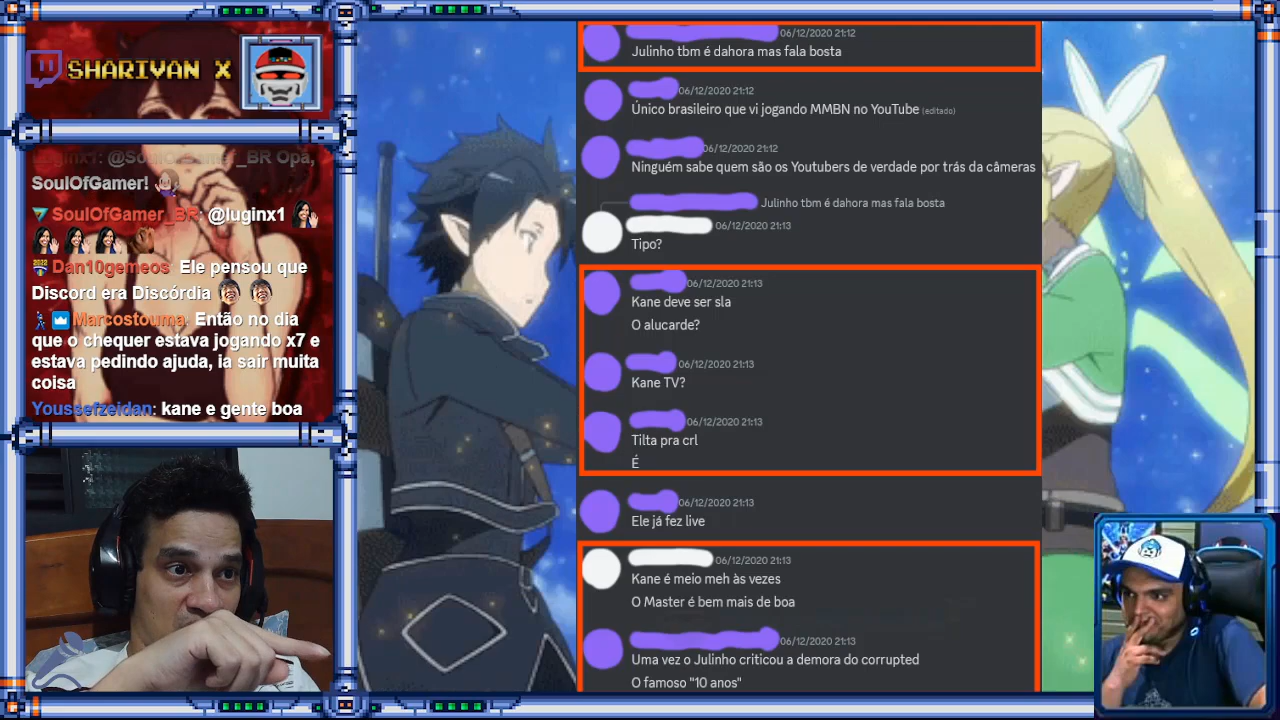 SHARIVAN X
Luginx1: @SoulOfGamer_BR Opa,
SoulOfGamer!
SoulOfGamer_BR: @luginx1
Dan10gemeos: Ele pensou que
Discord era Discórdia
Marcostouma: Então no dia
que o chequer estava jogando x7 e
estava pedindo ajuda, ia sair muita
coisa
Youssefzeidan: kane e gente boa
06/12/2020 21:12
Julinho tbm é dahora mas fala bosta
06/12/2020 21:12
Único brasileiro que vi jogando MMBN no YouTube (editado)
06/12/2020 21:12
Ninguém sabe quem são os Youtubers de verdade por trás da câmeras
Julinho tbm é dahora mas fala bosta
06/12/2020 21:13
Tipo?
06/12/2020 21:13
Kane deve ser sla
O alucarde?
06/12/2020 21:13
Kane TV?
06/12/2020 21:13
Tilta pra crl
É
06/12/2020 21:13
Ele já fez live
06/12/2020 21:13
Kane é meio meh às vezes
O Master é bem mais de boa
06/12/2020 21:13
Uma vez o Julinho criticou a demora do corrupted
O famoso "10 anos"